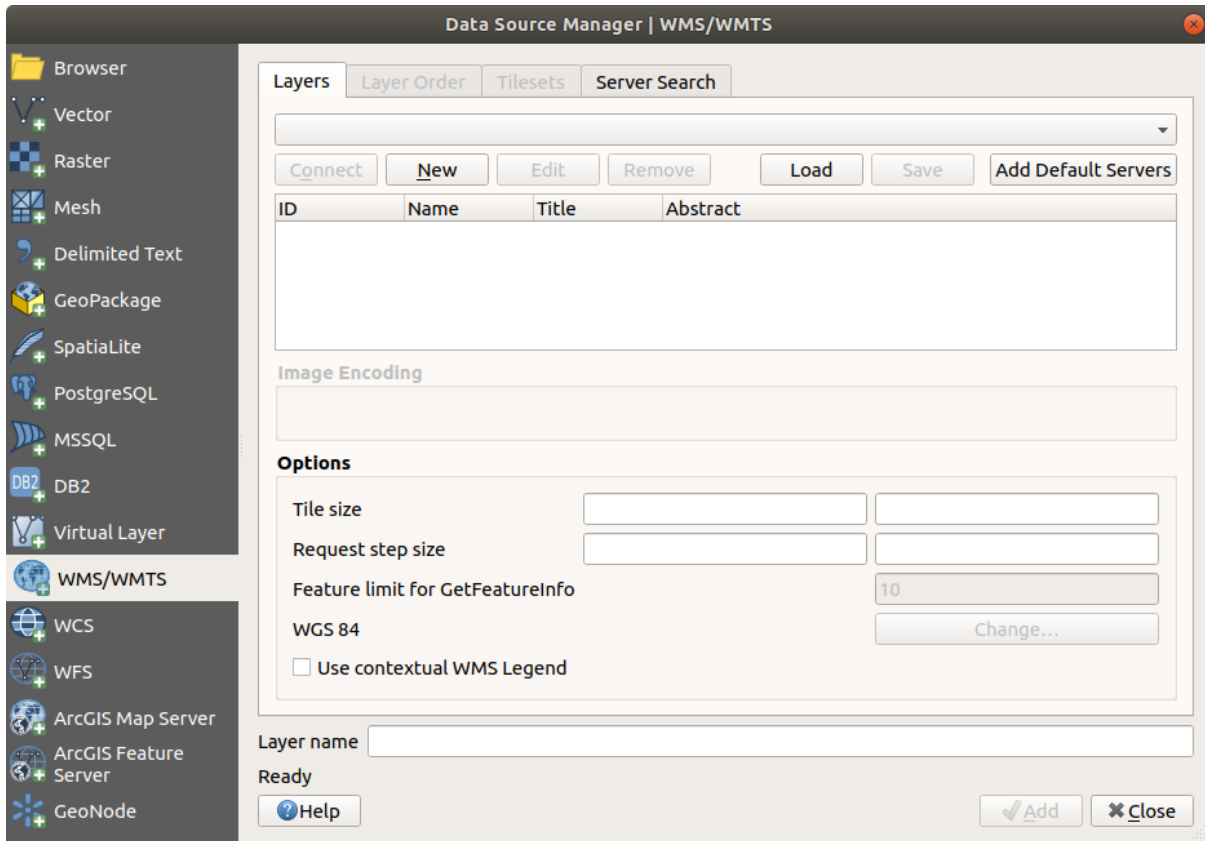 Data Source Manager | WMS/WMTS
Browser
Vector
Raster
Mesh
Delimited Text
GeoPackage
SpatiaLite
PostgreSQL
MSSQL
DB2
DB2
Virtual Layer
WMS/WMTS
WCS
WFS
ArcGIS Map Server
ArcGIS Feature
Server
GeoNode
Layers Layer Order Tilesets Server Search
Connect New Edit Remove Load Save Add Default Servers
ID Name Title Abstract
Image Encoding
Options
Tile size
Request step size
Feature limit for GetFeatureInfo 10
WGS 84 Change...
Use contextual WMS Legend
Layer name
Ready
Help Add Close